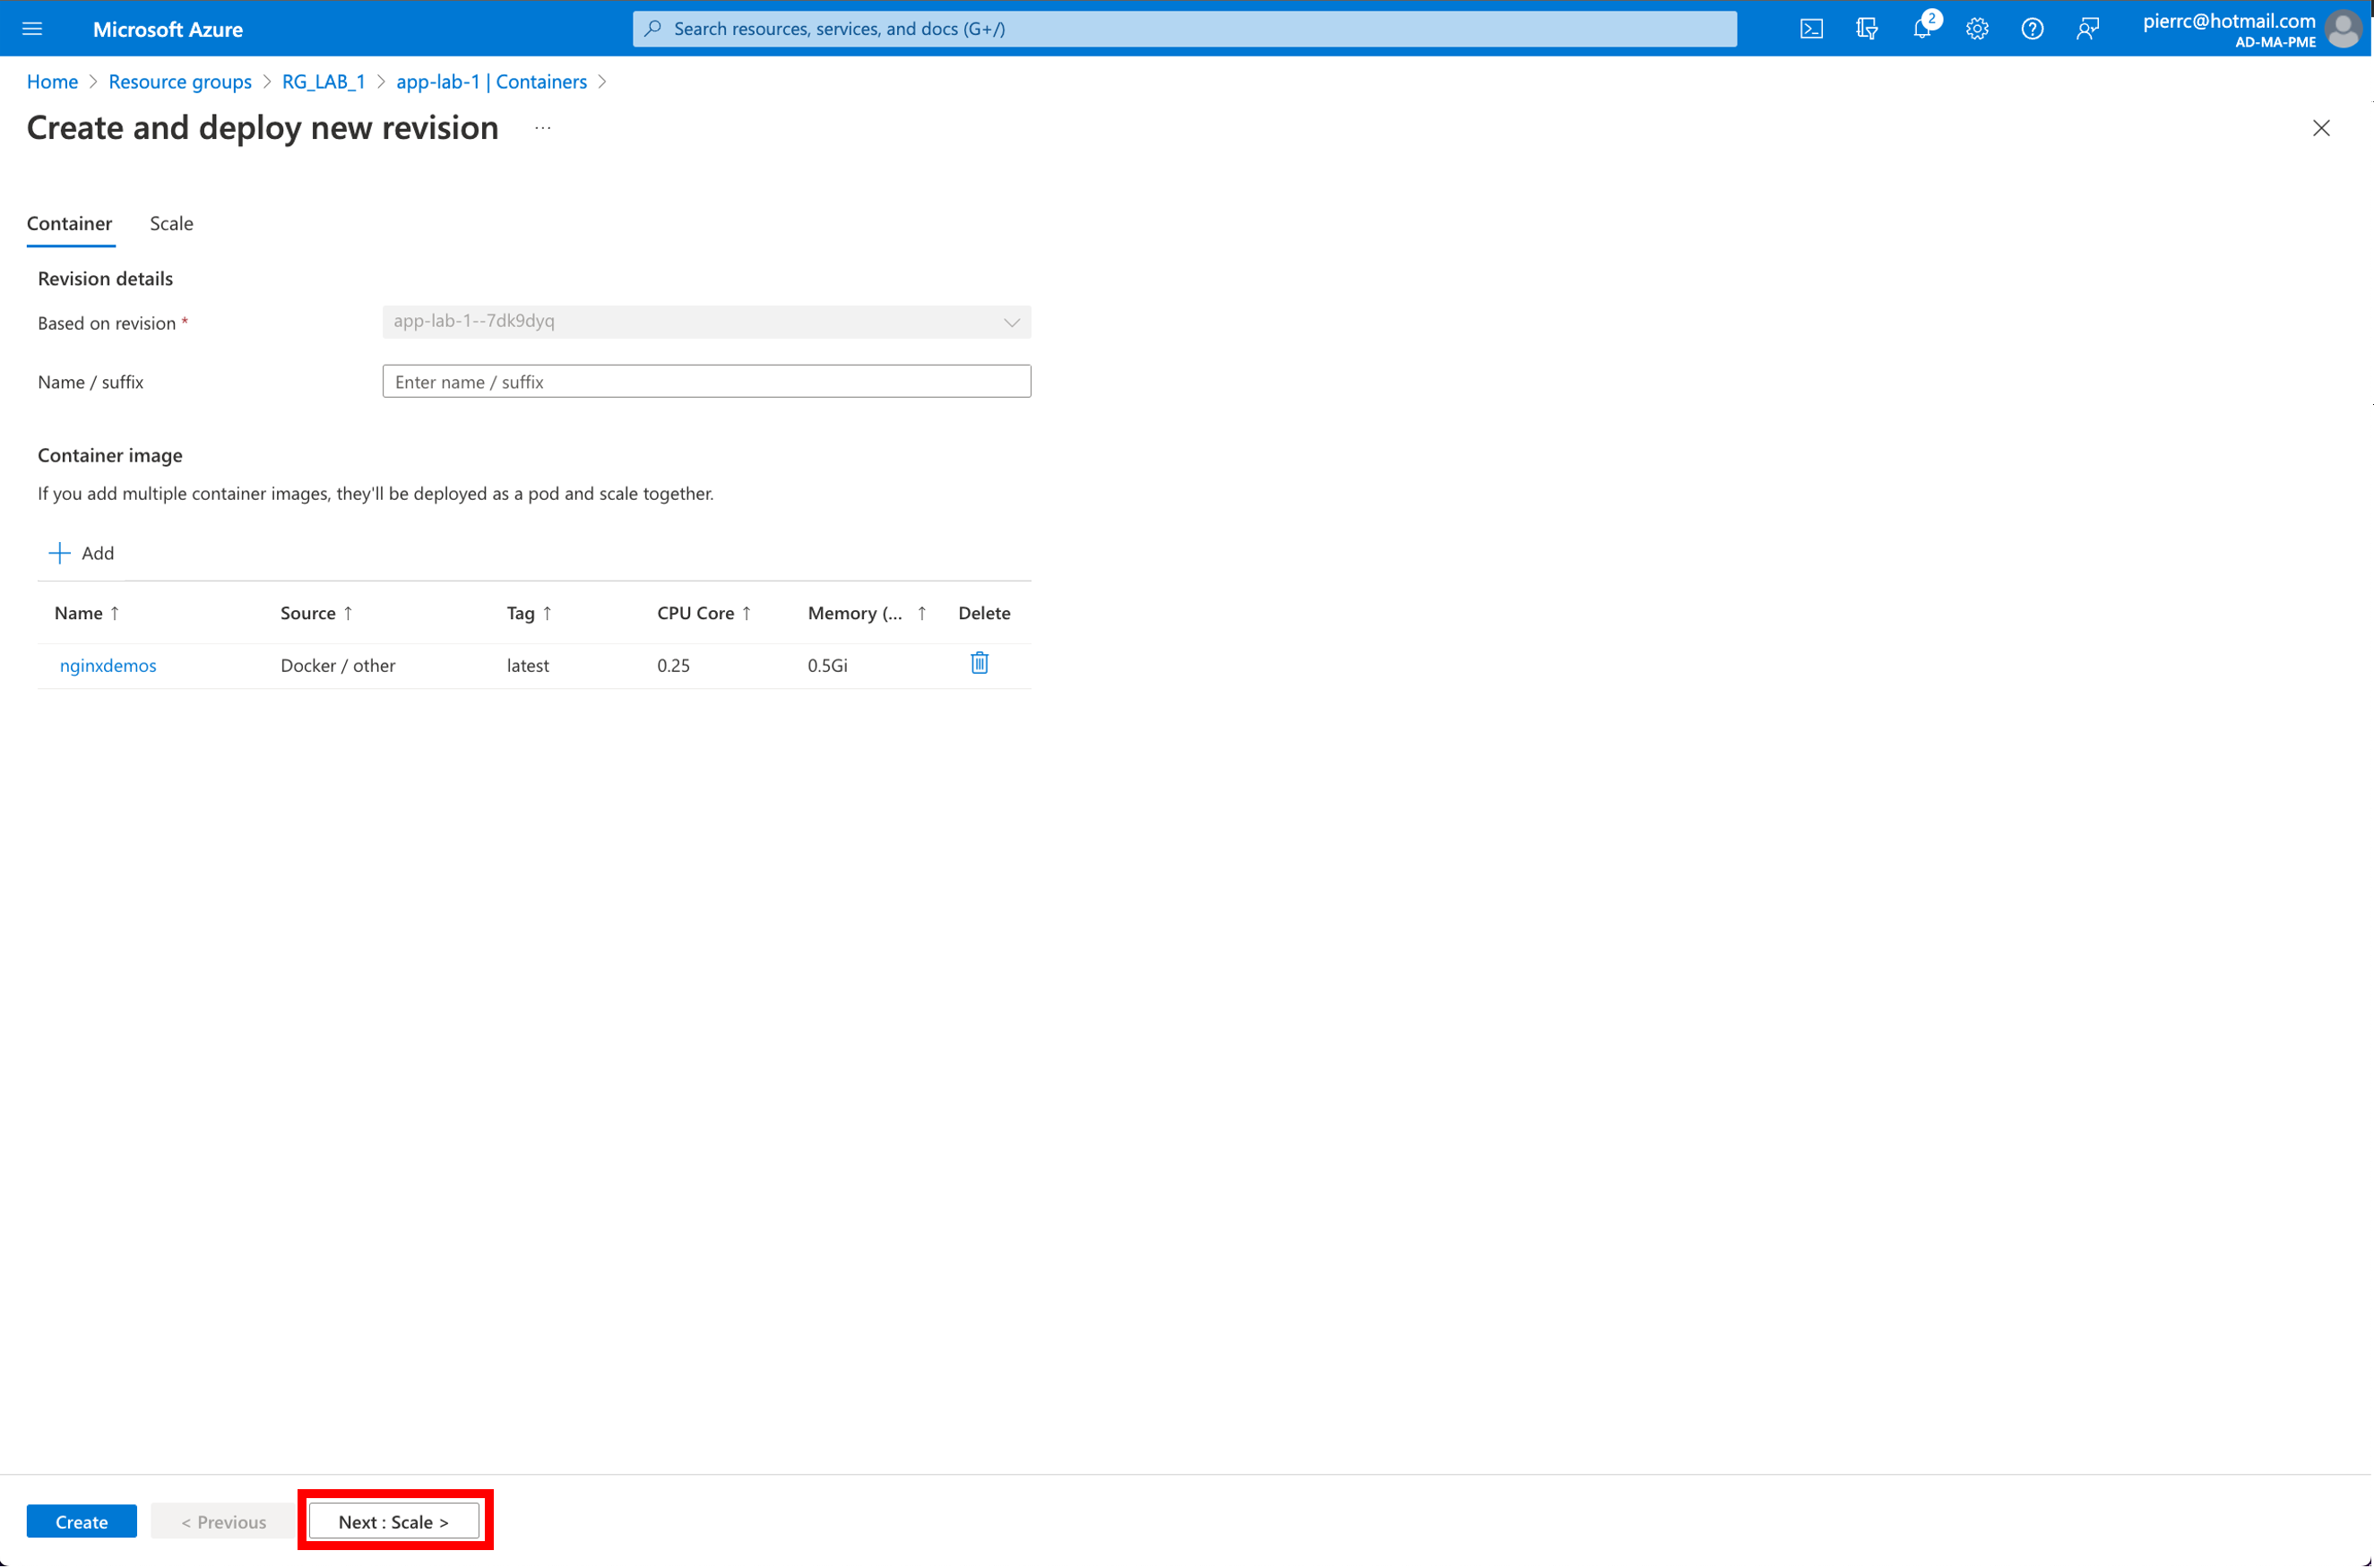 Microsoft Azure
Search resources, services, and docs (G+/)
2
pierrc@hotmail.com
AD-MA-PME
Home > Resource groups > RG_LAB_1 > app-lab-1 | Containers >
Create and deploy new revision ...
Container Scale
Revision details
Based on revision * app-lab-1--7dk9dyq
Name / suffix Enter name / suffix
Container image
If you add multiple container images, they'll be deployed as a pod and scale together.
+ Add
Name ↑ Source ↑ Tag ↑ CPU Core ↑ Memory (... ↑ Delete
nginxdemos Docker / other latest 0.25 0.5Gi
Create < Previous Next : Scale >